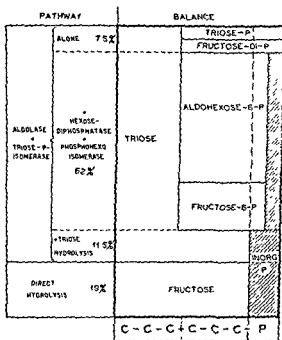 PATHWAY
BALANCE
ALONE 7.5%
TRIOSE-P
FRUCTOSE-DI-P
ALDOLASE
+
TRIOSE-P-
ISOMERASE
+
HEXOSE-
DIPHOSPHATASE
+
PHOSPHOHEXO
ISOMERASE
62%
TRIOSE
ALDOHEXOSE-6-P
FRUCTOSE-6-P
+TRIOSE
HYDROLYSIS 11.5%
INORG
P
DIRECT
HYDROLYSIS 19%
FRUCTOSE
C-C-C-C-C-C-P